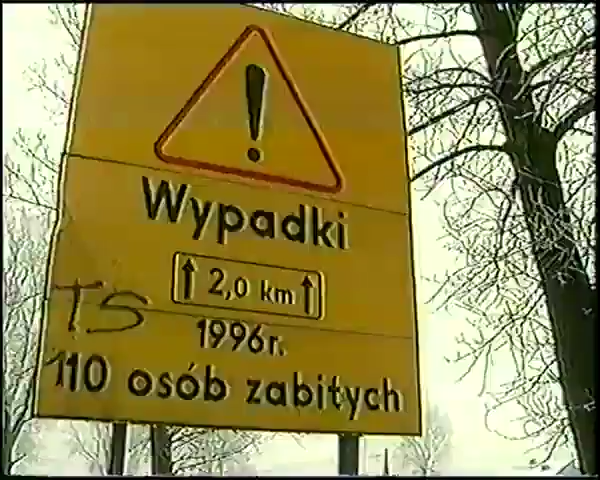 !
Wypadki
↑ 2,0 km ↑
TS
1996r.
110 osób zabitych